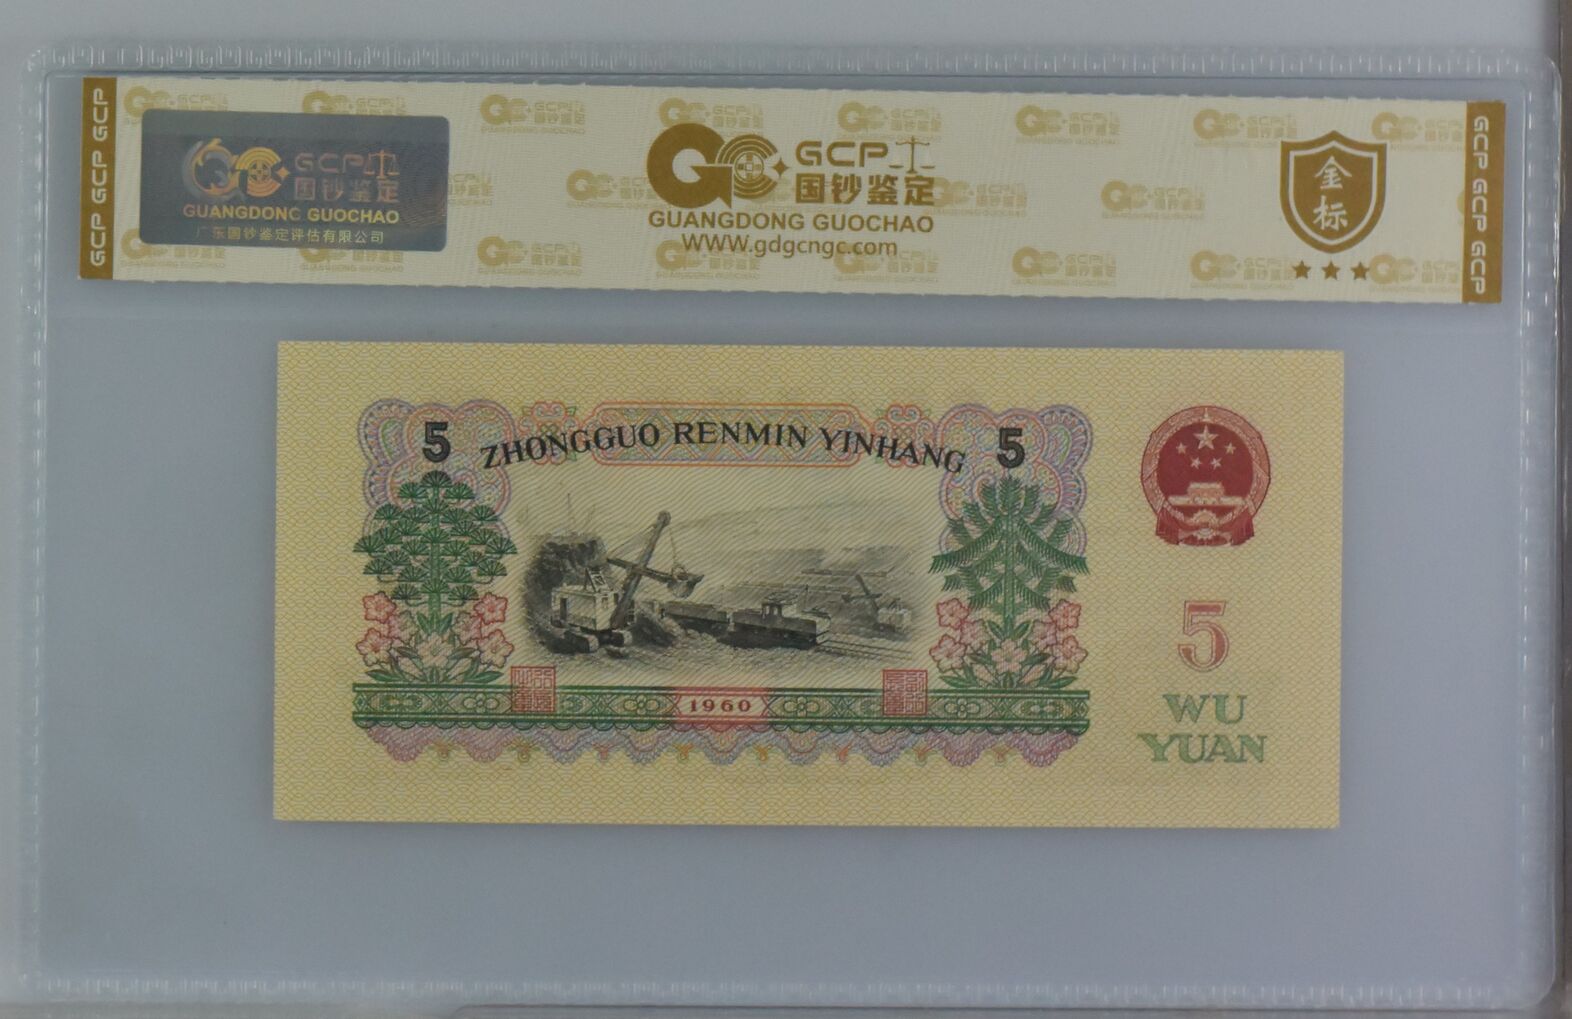 GCP GCP GCP
GCP
国钞鉴定
GUANGDONG GUOCHAO
广东国钞鉴定评估有限公司
GCP
国钞鉴定
GUANGDONG GUOCHAO
WWW.gdgcngc.com
金标
GCP GCP GCP
5
ZHONGGUO RENMIN YINHANG
5
1960
5
WU
YUAN